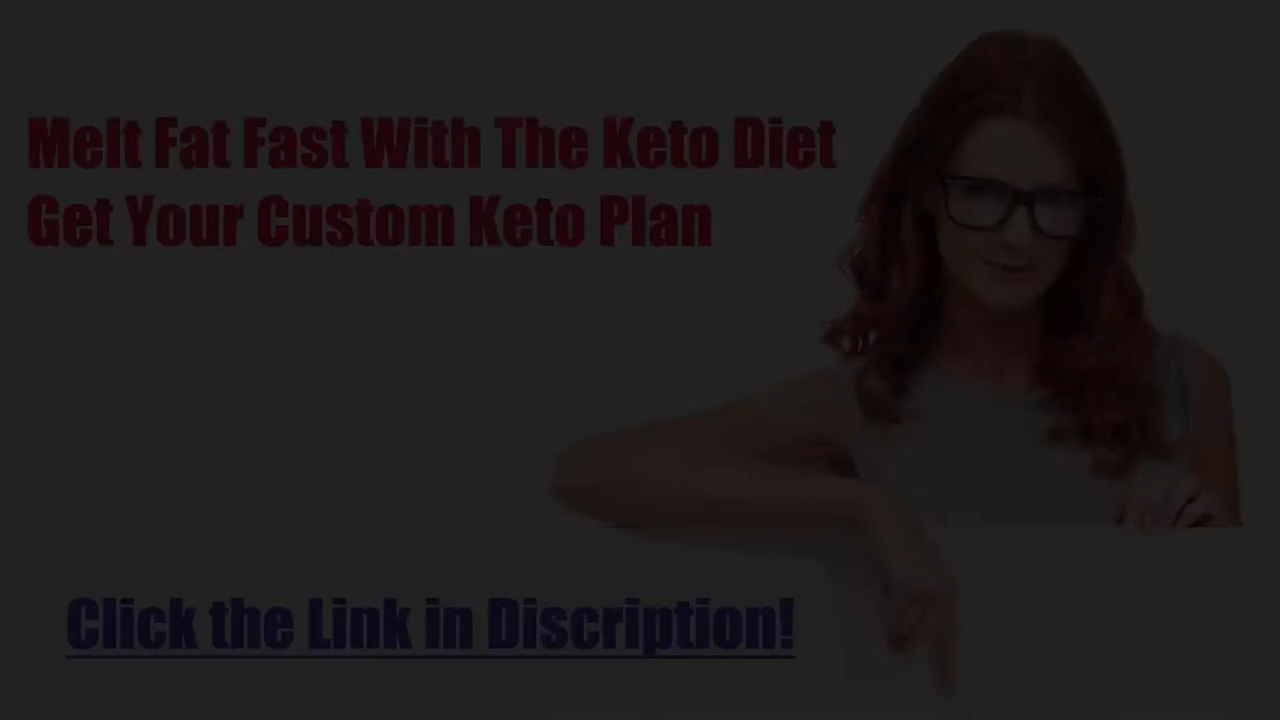 Melt Fat Fast With The Keto Diet
Get Your Custom Keto Plan
Click the Link in Discription!